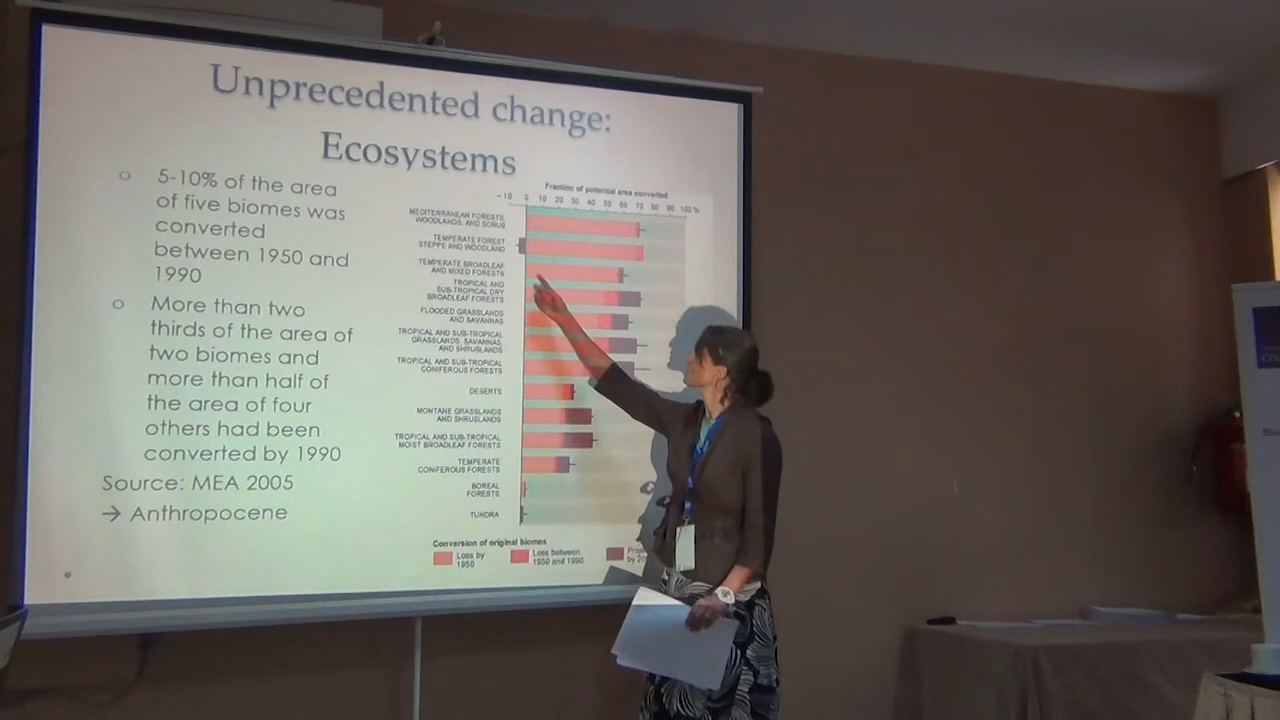 Unprecedented change:
Ecosystems
5-10% of the area
of five biomes was
converted
between 1950 and
1990
More than two
thirds of the area of
two biomes and
more than half of
the area of four
others had been
converted by 1990
Source: MEA 2005
→ Anthropocene
Fraction of potential area converted
-10 0 10 20 30 40 50 60 70 80 90 100 %
MEDITERRANEAN FORESTS,
WOODLANDS, AND SCRUB
TEMPERATE FOREST
STEPPE AND WOODLAND
TEMPERATE BROADLEAF
AND MIXED FORESTS
TROPICAL AND
SUB-TROPICAL DRY
BROADLEAF FORESTS
FLOODED GRASSLANDS
AND SAVANNAS
TROPICAL AND SUB-TROPICAL
GRASSLANDS, SAVANNAS,
AND SHRUBLANDS
TROPICAL AND SUB-TROPICAL
CONIFEROUS FORESTS
DESERTS
MONTANE GRASSLANDS
AND SHRUBLANDS
TROPICAL AND SUB-TROPICAL
MOIST BROADLEAF FORESTS
TEMPERATE
CONIFEROUS FORESTS
BOREAL
FORESTS
TUNDRA
Conversion of original biomes
Loss by
1950
Loss between
1950 and 1990
by 20